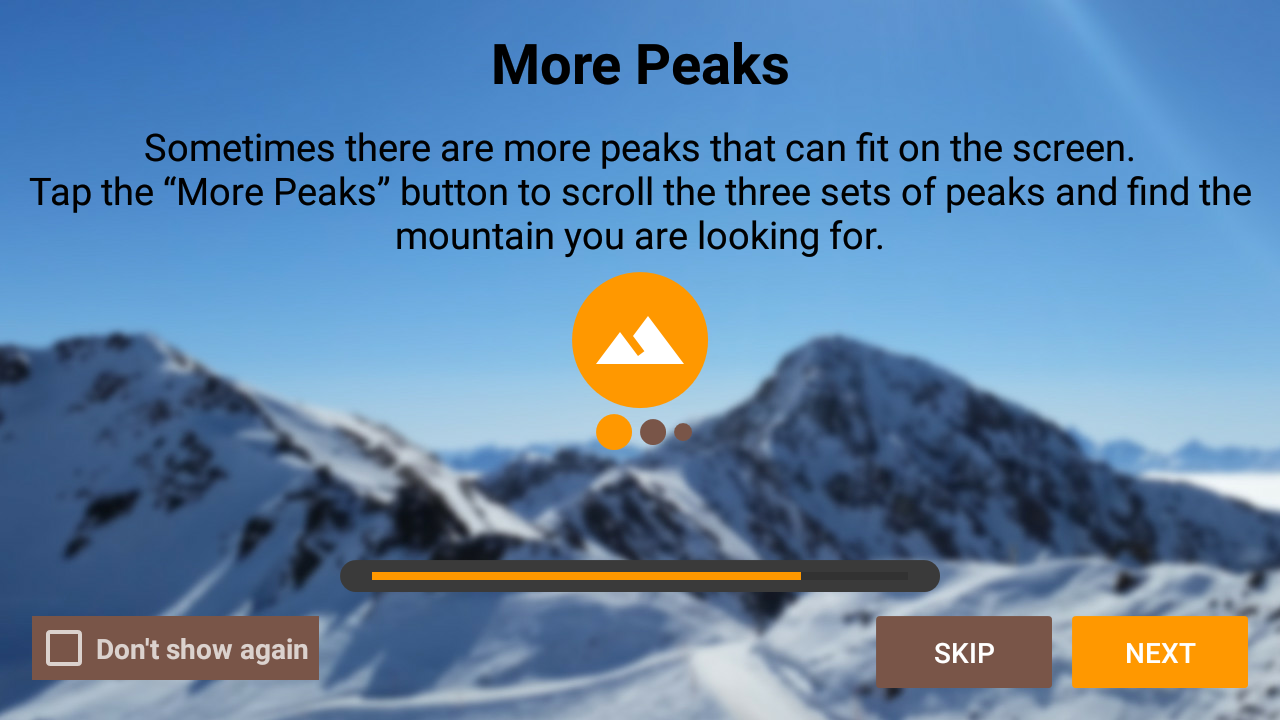 More Peaks
Sometimes there are more peaks that can fit on the screen.
Tap the “More Peaks” button to scroll the three sets of peaks and find the
mountain you are looking for.
Don't show again
SKIP
NEXT